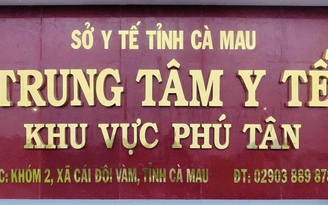 SỞ Y TẾ TỈNH CÀ MAU
TRUNG TÂM Y TẾ
KHU VỰC PHÚ TÂN
C: KHÓM 2, XÃ CÁI ĐÔI VÀM, TỈNH CÀ MAU ĐT: 02903 889